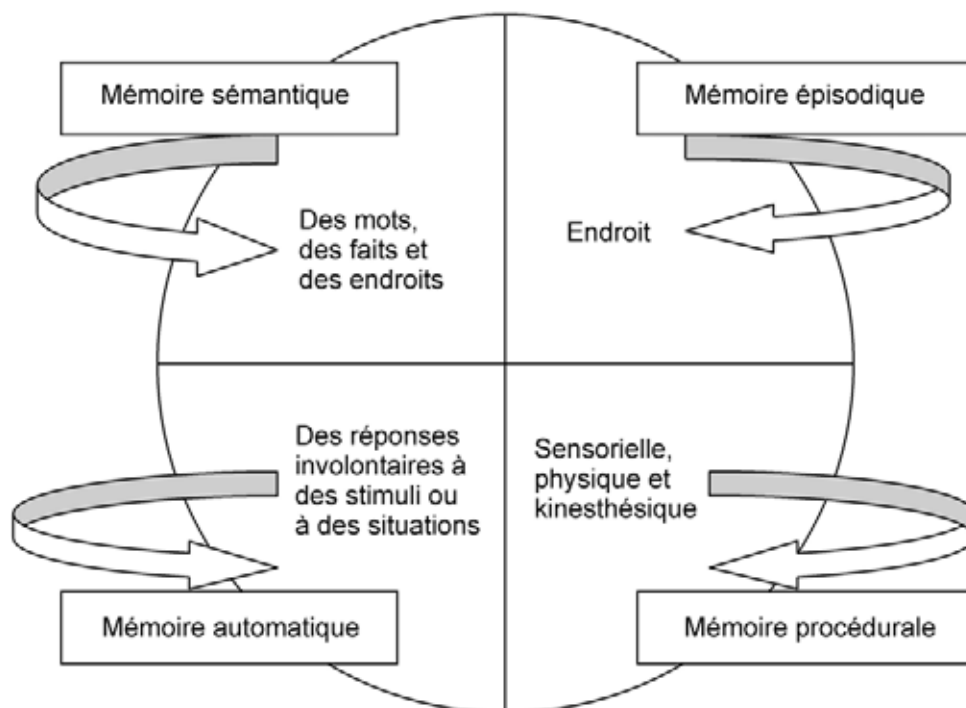 Mémoire sémantique
Mémoire épisodique
Des mots,
des faits et
des endroits
Endroit
Des réponses
involontaires à
des stimuli ou
à des situations
Sensorielle,
physique et
kinesthésique
Mémoire automatique
Mémoire procédurale